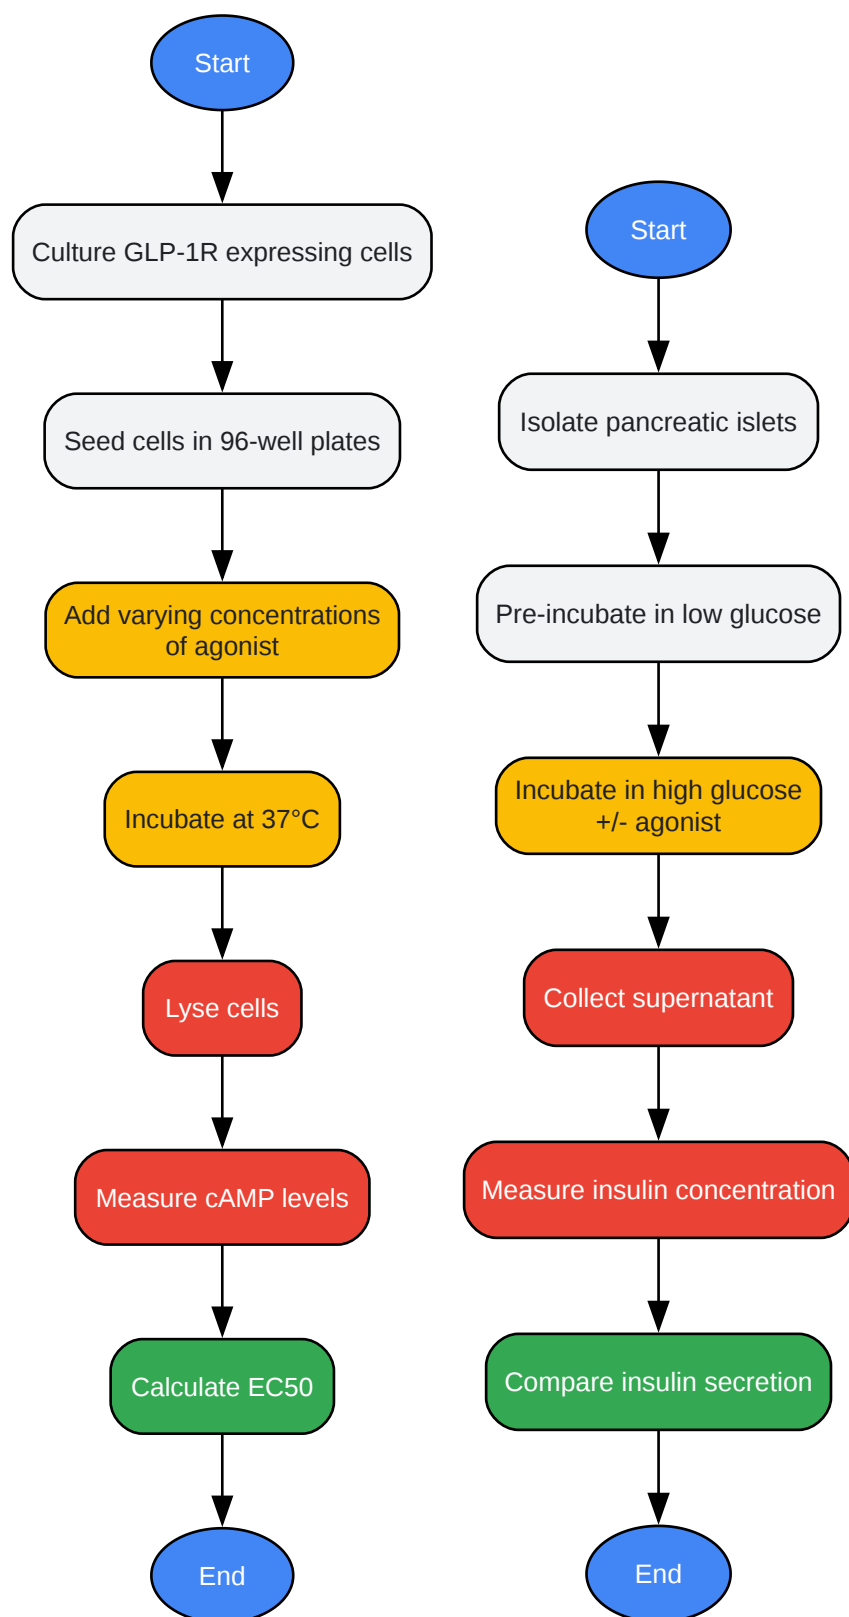 Start
Culture GLP-1R expressing cells
Seed cells in 96-well plates
Add varying concentrations
of agonist
Incubate at 37°C
Lyse cells
Measure cAMP levels
Calculate EC50
End
Start
Isolate pancreatic islets
Pre-incubate in low glucose
Incubate in high glucose
+/- agonist
Collect supernatant
Measure insulin concentration
Compare insulin secretion
End